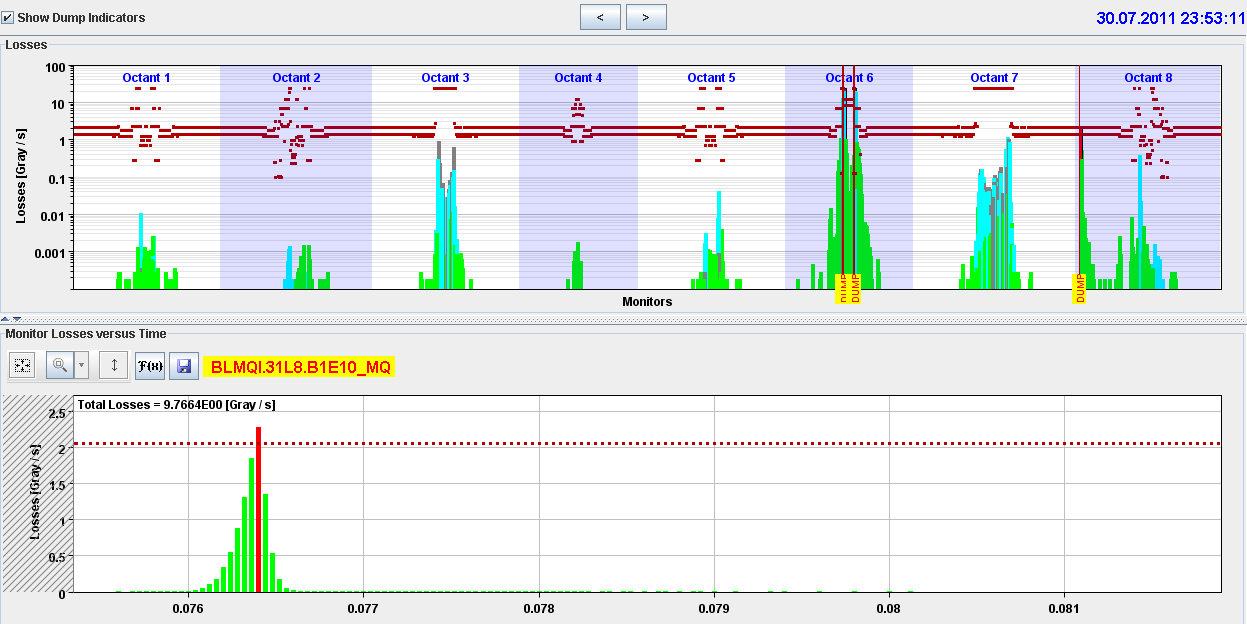 Show Dump Indicators < > 30.07.2011 23:53:11
Losses
Octant 1 Octant 2 Octant 3 Octant 4 Octant 5 Octant 6 Octant 7 Octant 8
100
10
1
0.1
0.01
0.001
Losses [Gray / s]
DUMP DUMP DUMP
Monitors
Monitor Losses versus Time
F(x) BLMQI.31L8.B1E10_MQ
Total Losses = 9.7664E00 [Gray / s]
2.5
2
1.5
1
0.5
0
Losses [Gray / s]
0.076 0.077 0.078 0.079 0.08 0.081